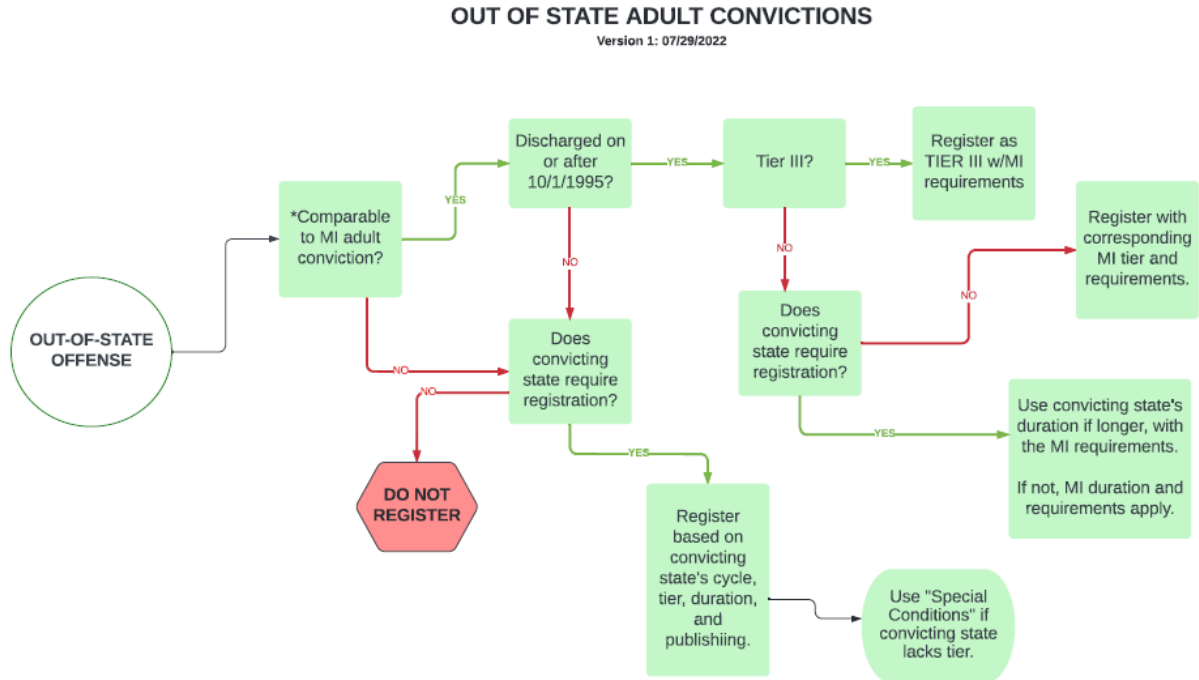 OUT OF STATE ADULT CONVICTIONS
Version 1: 07/29/2022
OUT-OF-STATE
OFFENSE
*Comparable
to MI adult
conviction?
YES
NO
Discharged on
or after
10/1/1995?
YES
NO
Tier III?
YES
NO
Register as
TIER III w/MI
requirements
Does
convicting
state require
registration?
NO
YES
Register with
corresponding
MI tier and
requirements.
Use convicting state's
duration if longer, with
the MI requirements.
If not, MI duration and
requirements apply.
Does
convicting
state require
registration?
NO
YES
DO NOT
REGISTER
Register
based on
convicting
state's cycle,
tier, duration,
and
publishiing.
Use "Special
Conditions" if
convicting state
lacks tier.